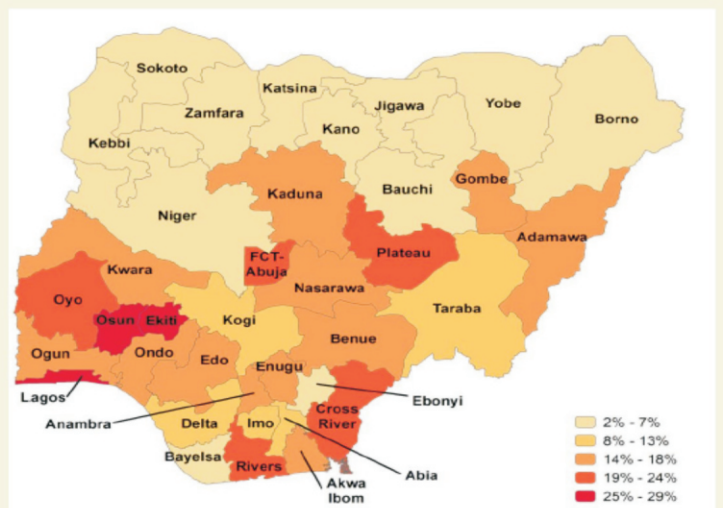 Sokoto
Katsina
Zamfara
Jigawa
Yobe
Borno
Kano
Kebbi
Kaduna
Bauchi
Gombe
Niger
Adamawa
FCT-
Abuja
Plateau
Kwara
Nasarawa
Oyo
Taraba
Osun Ekiti
Kogi
Benue
Ogun
Ondo
Edo
Enugu
Lagos
Ebonyi
Anambra
Delta
Imo
Cross
River
Bayelsa
Rivers
Abia
Akwa
Ibom
2% - 7%
8% - 13%
14% - 18%
19% - 24%
25% - 29%